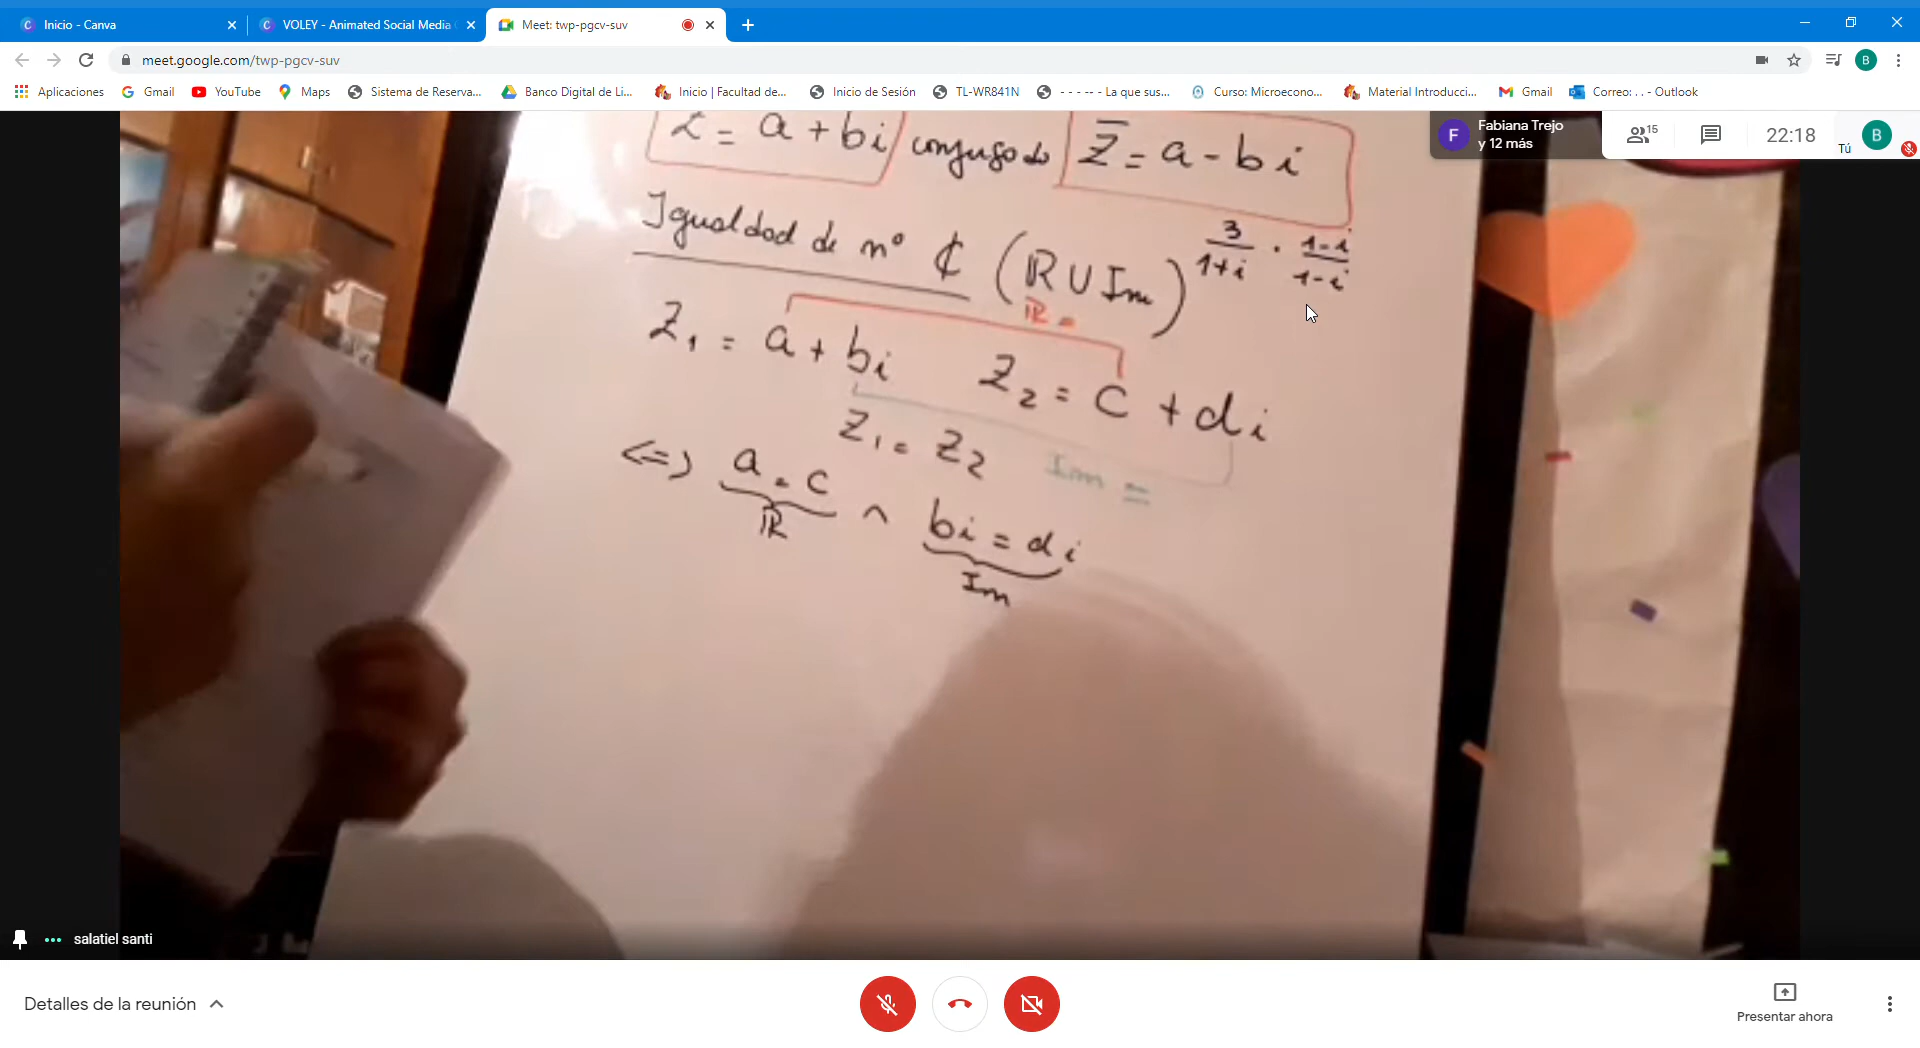 Inicio - Canva
VOLEY - Animated Social Media
Meet: twp-pgcv-suv
meet.google.com/twp-pgcv-suv
B
Aplicaciones Gmail YouTube Maps Sistema de Reserva... Banco Digital de Li... Inicio | Facultad de... Inicio de Sesión TL-WR841N - - - -- - La que sus... Curso: Microecono... Material Introducci... Gmail Correo: . . - Outlook
F Fabiana Trejo
y 12 más
15
22:18
Tú
B
Z = a + bi conjugado Z̅ = a - bi
Igualdad de nº ₵ (ℝ U Im)
3/1+i · 1-i/1-i
ℝ =
Z₁ = a + bi Z₂ = c + di
Z₁ = Z₂ Im =
<=> a = c ^ bi = di
ℝ Im
salatiel santi
Detalles de la reunión
Presentar ahora